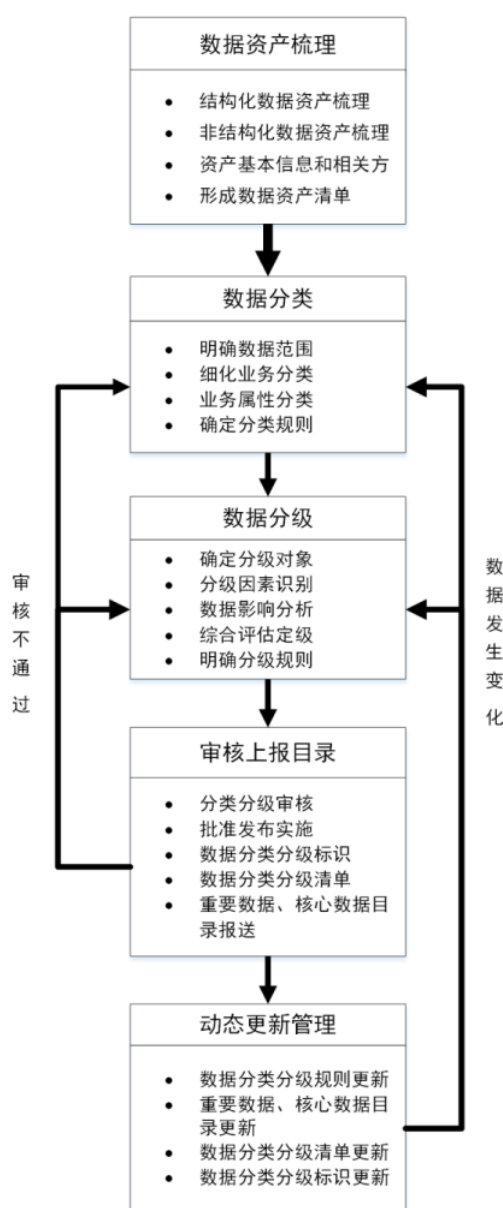 数据资产梳理
• 结构化数据资产梳理
• 非结构化数据资产梳理
• 资产基本信息和相关方
• 形成数据资产清单
数据分类
• 明确数据范围
• 细化业务分类
• 业务属性分类
• 确定分类规则
数据分级
• 确定分级对象
• 分级因素识别
• 数据影响分析
• 综合评估定级
• 明确分级规则
审核不通过
数据发生变化
审核上报目录
• 分类分级审核
• 批准发布实施
• 数据分类分级标识
• 数据分类分级清单
• 重要数据、核心数据目
录报送
动态更新管理
• 数据分类分级规则更新
• 重要数据、核心数据目
录更新
• 数据分类分级清单更新
• 数据分类分级标识更新